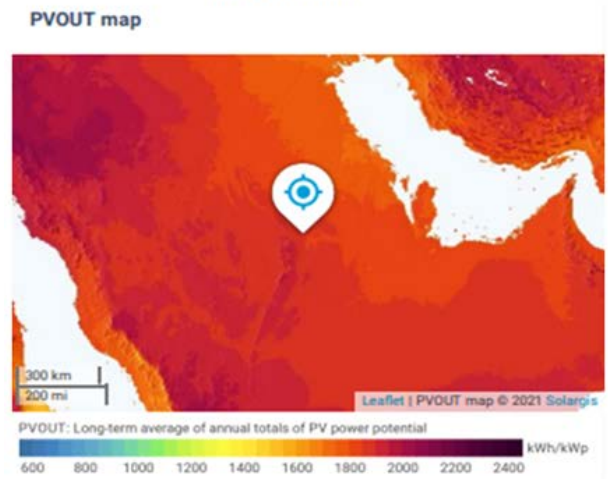 PVOUT map
300 km
200 mi
Leaflet | PVOUT map © 2021 Solargis
PVOUT: Long-term average of annual totals of PV power potential
kWh/kWp
600 800 1000 1200 1400 1600 1800 2000 2200 2400